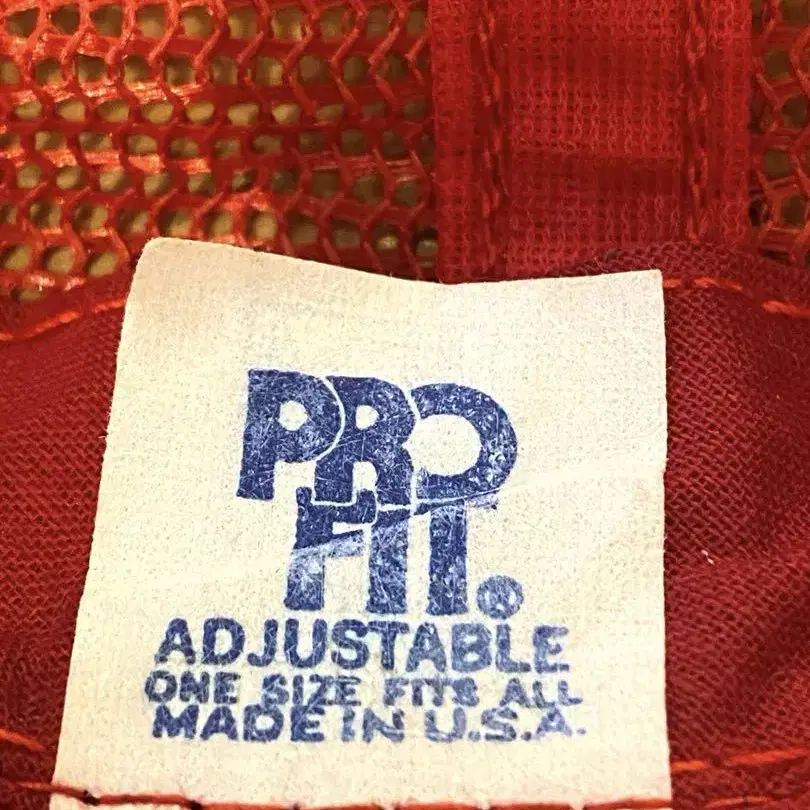 PRO
FIT®
ADJUSTABLE
ONE SIZE FITS ALL
MADE IN U.S.A.